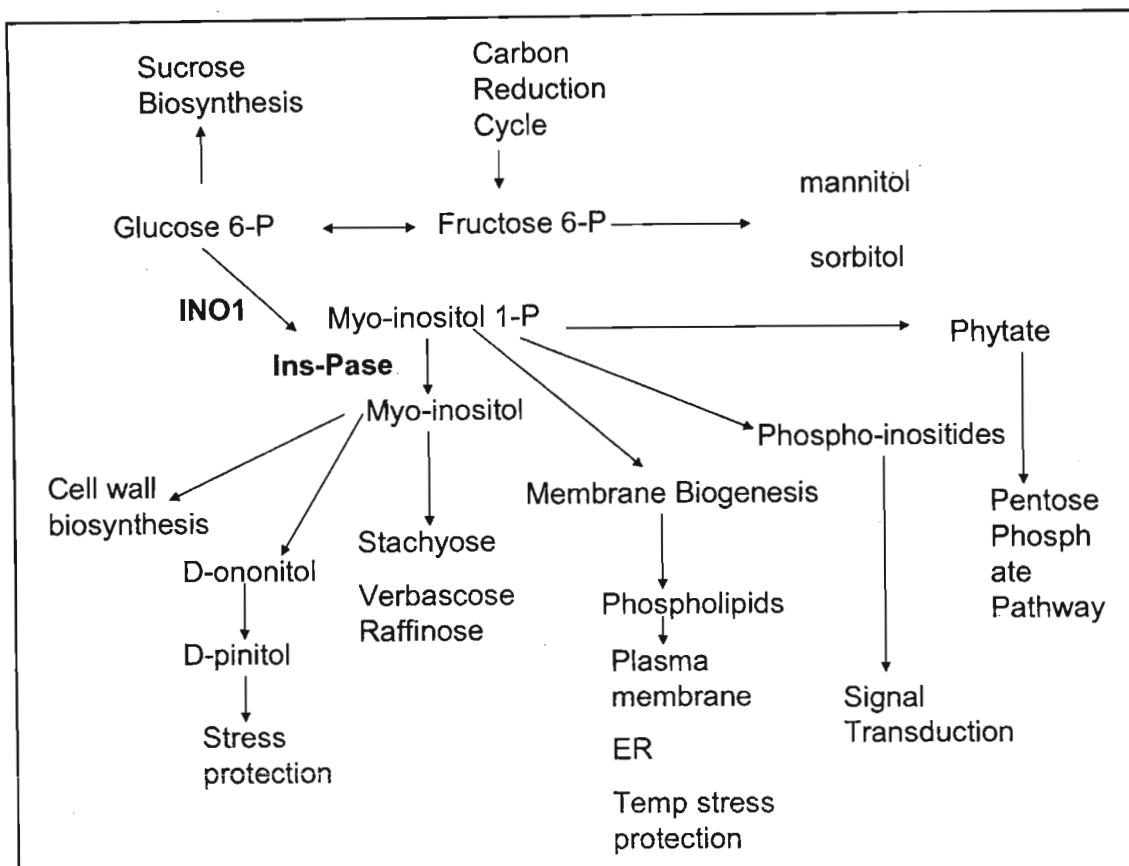 Sucrose
Biosynthesis
Carbon
Reduction
Cycle
mannitol
Glucose 6-P
Fructose 6-P
sorbitol
INO1
Myo-inositol 1-P
Phytate
Ins-Pase
Myo-inositol
Phospho-inositides
Cell wall
biosynthesis
Membrane Biogenesis
Pentose
Phosph
ate
Pathway
Stachyose
D-ononitol
Verbascose
Raffinose
Phospholipids
D-pinitol
Plasma
membrane
Signal
Transduction
Stress
protection
ER
Temp stress
protection